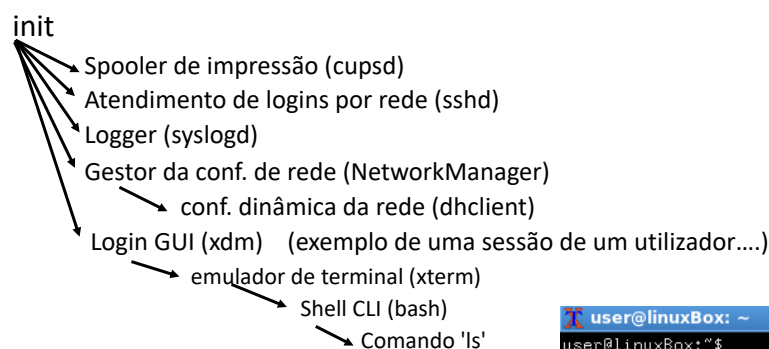 init
Spooler de impressão (cupsd)
Atendimento de logins por rede (sshd)
Logger (syslogd)
Gestor da conf. de rede (NetworkManager)
conf. dinâmica da rede (dhclient)
Login GUI (xdm) (exemplo de uma sessão de um utilizador....)
emulador de terminal (xterm)
Shell CLI (bash)
user@linuxBox: ~
Comando 'ls'
user@linuxBox:~$